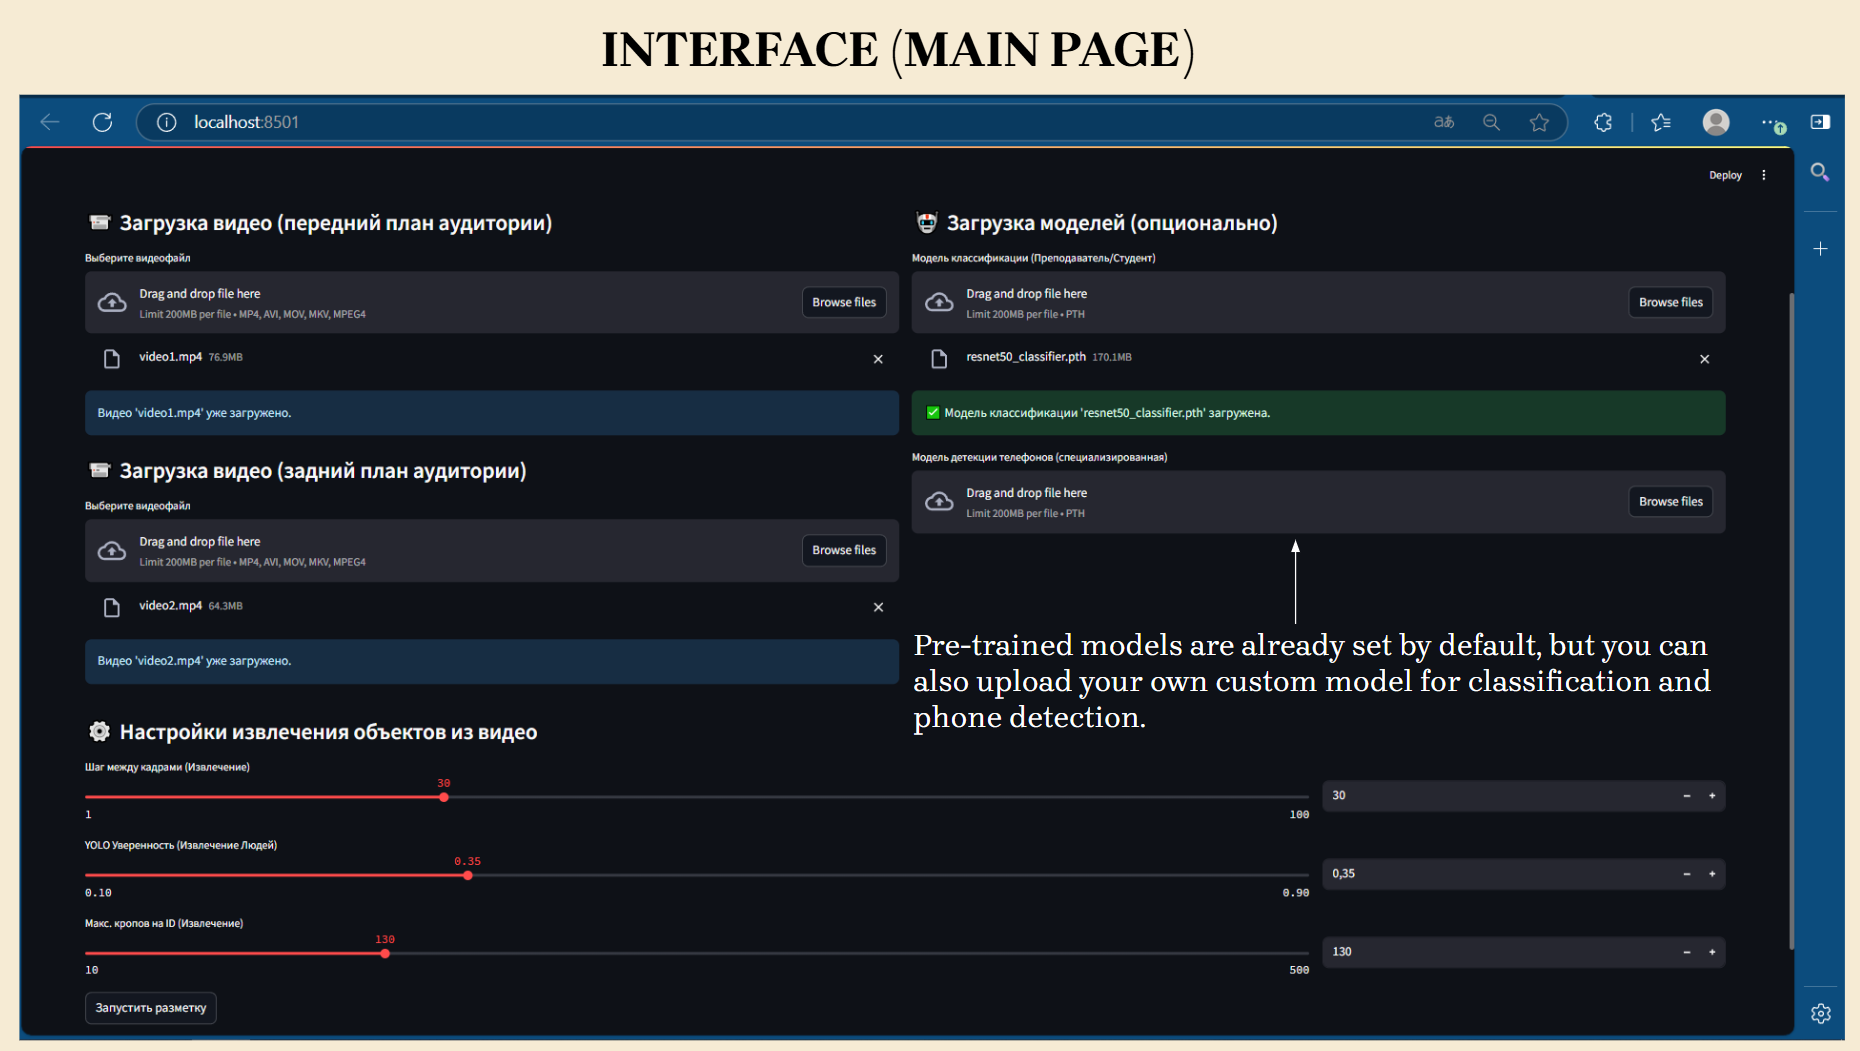 INTERFACE (MAIN PAGE)
localhost:8501
aあ
Deploy
Загрузка видео (передний план аудитории)
Выберите видеофайл
Drag and drop file here
Limit 200MB per file • MP4, AVI, MOV, MKV, MPEG4
Browse files
video1.mp4 76.9MB
Видео 'video1.mp4' уже загружено.
Загрузка видео (задний план аудитории)
Выберите видеофайл
Drag and drop file here
Limit 200MB per file • MP4, AVI, MOV, MKV, MPEG4
Browse files
video2.mp4 64.3MB
Видео 'video2.mp4' уже загружено.
Загрузка моделей (опционально)
Модель классификации (Преподаватель/Студент)
Drag and drop file here
Limit 200MB per file • PTH
Browse files
resnet50_classifier.pth 170.1MB
Модель классификации 'resnet50_classifier.pth' загружена.
Модель детекции телефонов (специализированная)
Drag and drop file here
Limit 200MB per file • PTH
Browse files
Pre-trained models are already set by default, but you can
also upload your own custom model for classification and
phone detection.
Настройки извлечения объектов из видео
Шаг между кадрами (Извлечение)
30
1
100
30
YOLO Уверенность (Извлечение Людей)
0.35
0.10
0.90
0,35
Макс. кропов на ID (Извлечение)
130
10
500
130
Запустить разметку